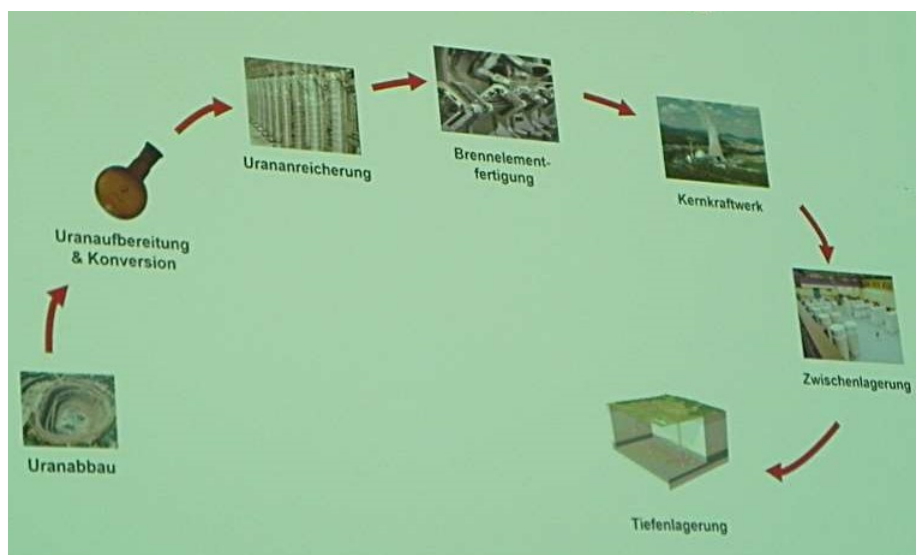 Uranabbau
Uranaufbereitung
& Konversion
Urananreicherung
Brennelement-
fertigung
Kernkraftwerk
Zwischenlagerung
Tiefenlagerung